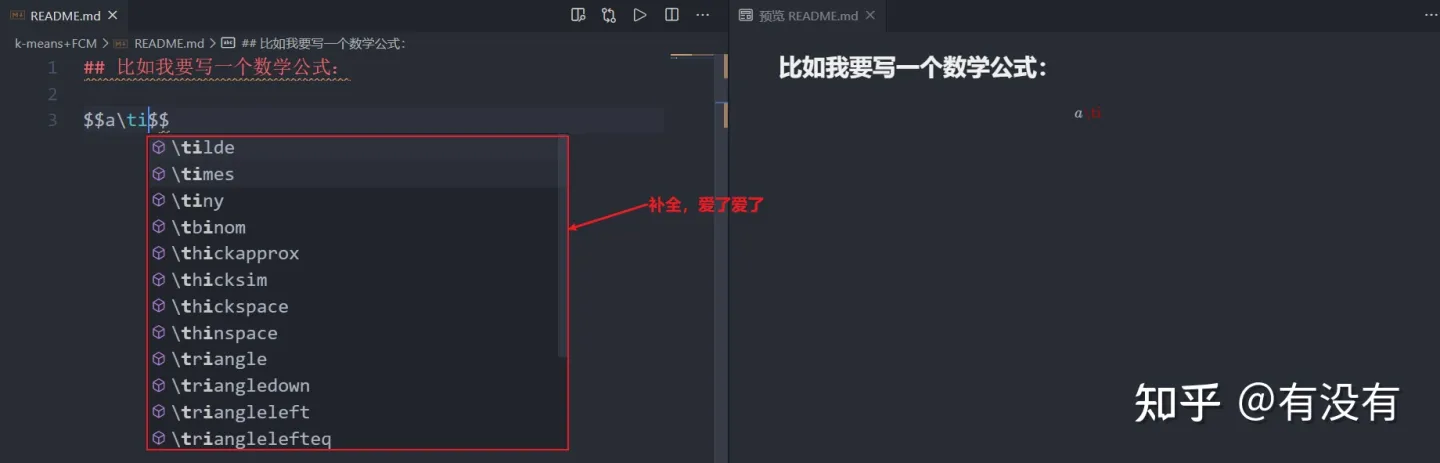 README.md
预览 README.md
k-means+FCM > README.md > ## 比如我要写一个数学公式：
1 ## 比如我要写一个数学公式：
2
3 $$a\ti$$
\tilde
\times
\tiny
\tbinom
\thickapprox
\thicksim
\thickspace
\thinspace
\triangle
\triangledown
\triangleleft
\trianglelefteq
补全，爱了爱了
比如我要写一个数学公式：
a
知乎 @有没有